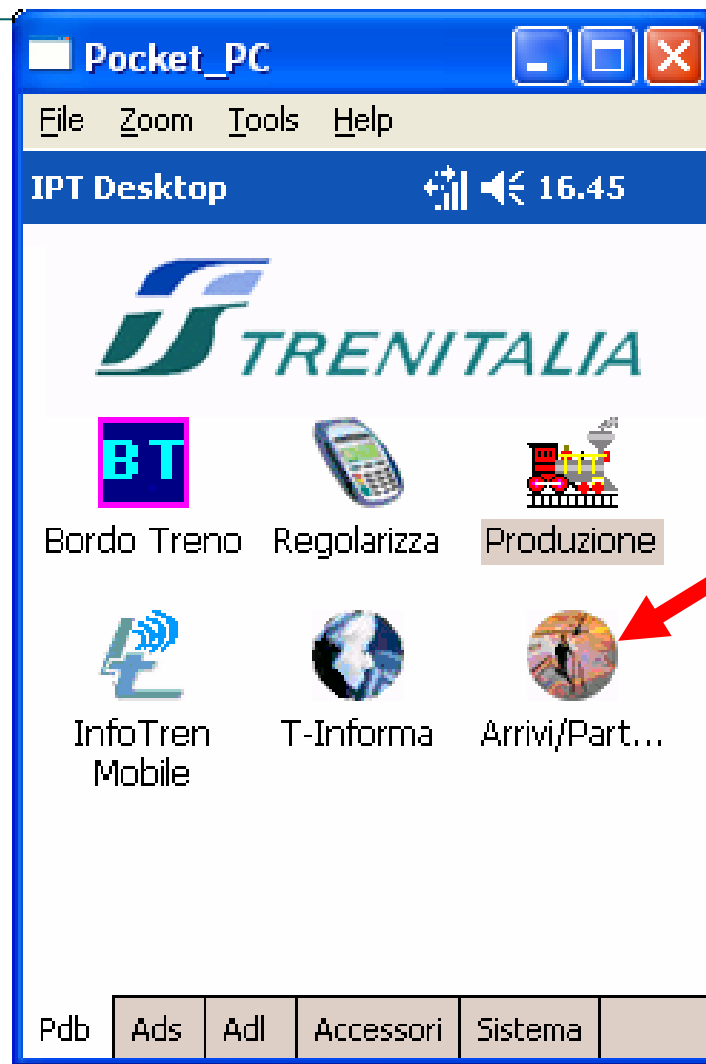 Pocket_PC
File Zoom Tools Help
IPT Desktop 16.45
TRENITALIA
BT
Bordo Treno Regolarizza Produzione
InfoTren T-Informa Arrivi/Part...
Mobile
Pdb Ads Adl Accessori Sistema